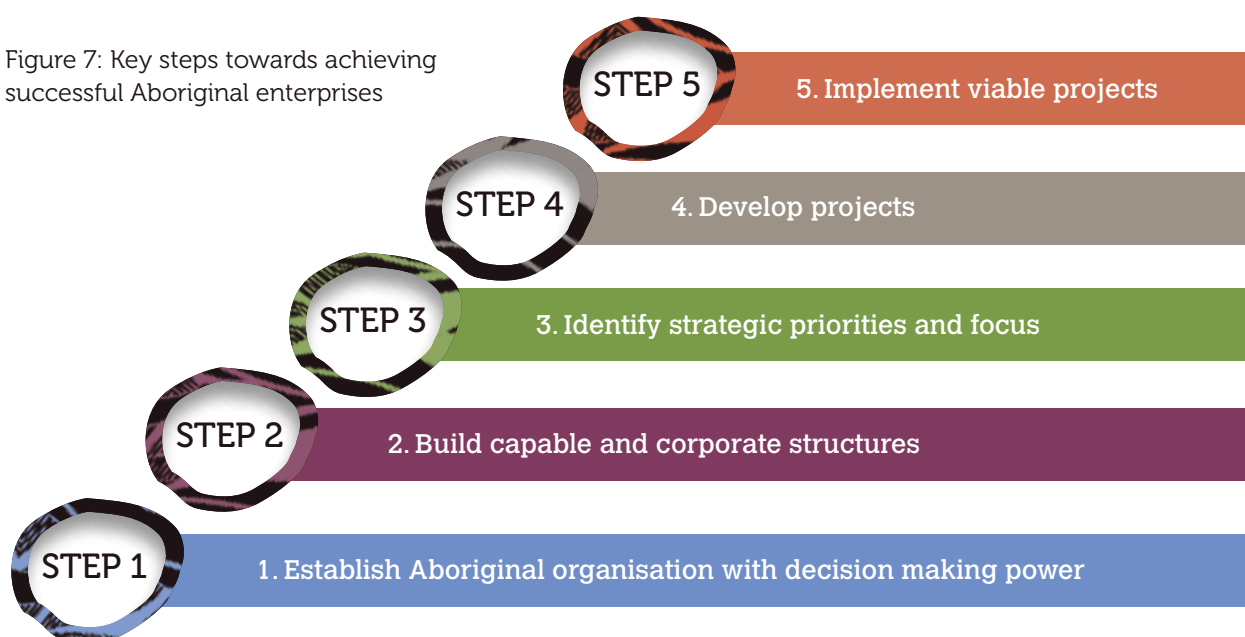 Figure 7: Key steps towards achieving
successful Aboriginal enterprises
STEP 5
5. Implement viable projects
STEP 4
4. Develop projects
STEP 3
3. Identify strategic priorities and focus
STEP 2
2. Build capable and corporate structures
STEP 1
1. Establish Aboriginal organisation with decision making power